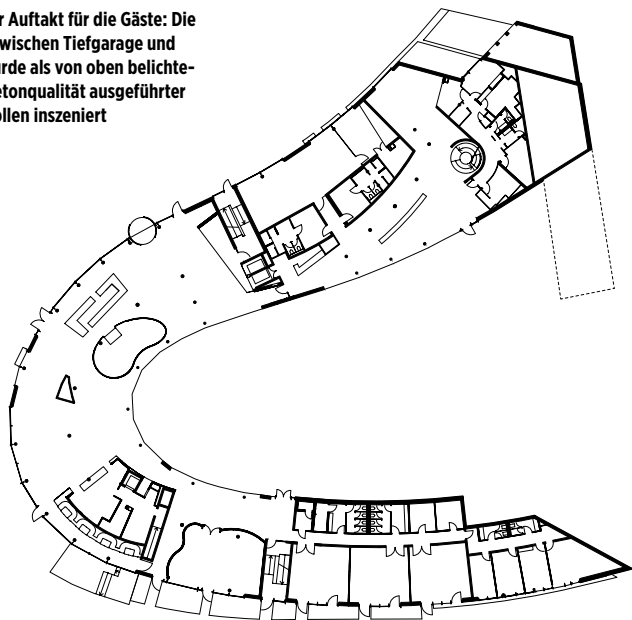 r Auftakt für die Gäste: Die
wischen Tiefgarage und
rde als von oben belichte-
etonqualität ausgeführter
ollen inszeniert